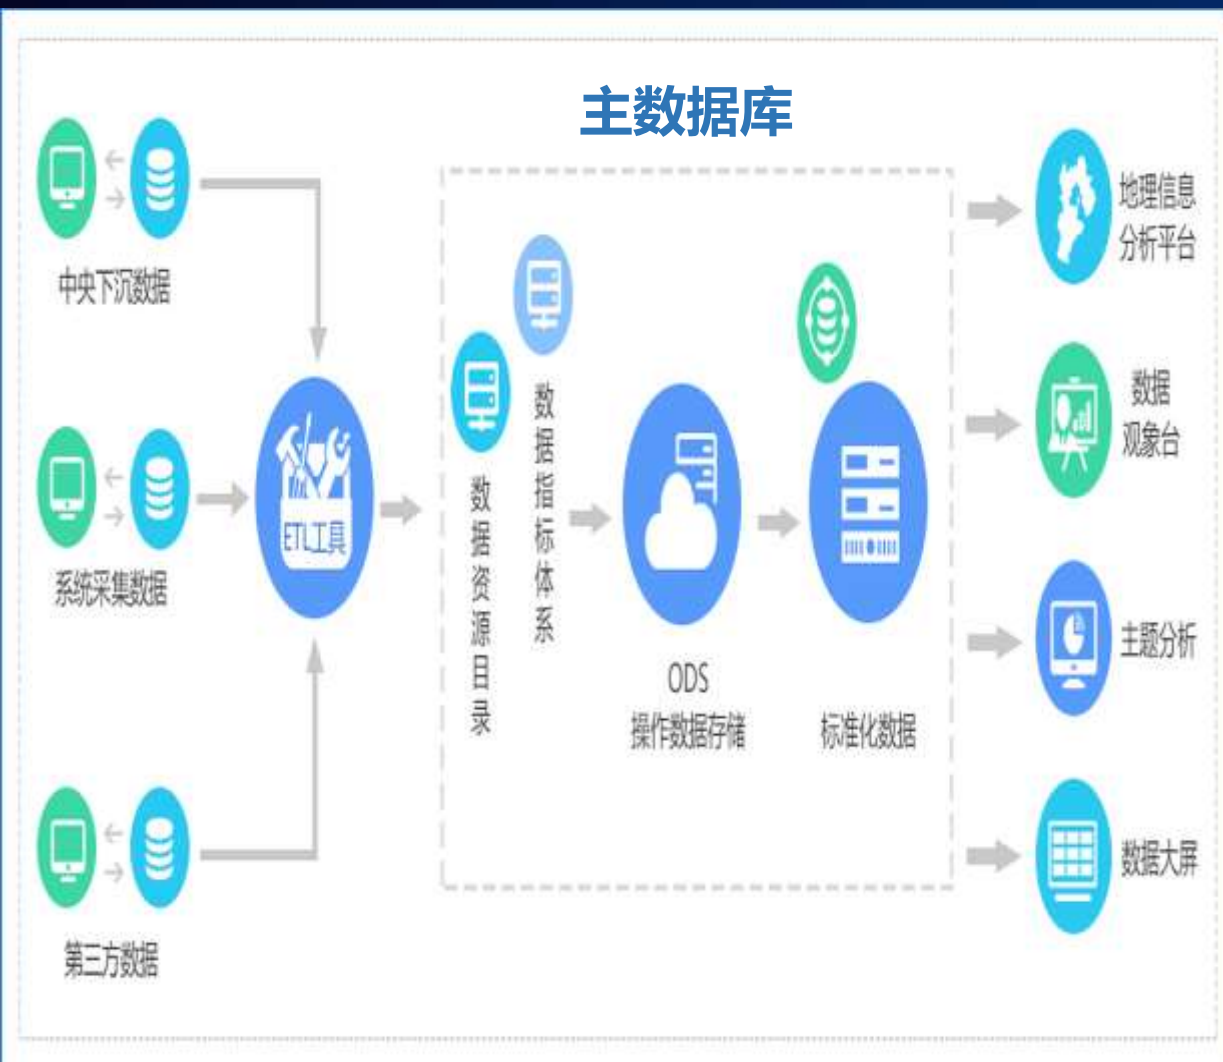 主数据库
中央下沉数据
系统采集数据
第三方数据
ETL工具
数据资源目录
数据指标体系
ODS
操作数据存储
标准化数据
地理信息
分析平台
数据
观象台
主题分析
数据大屏